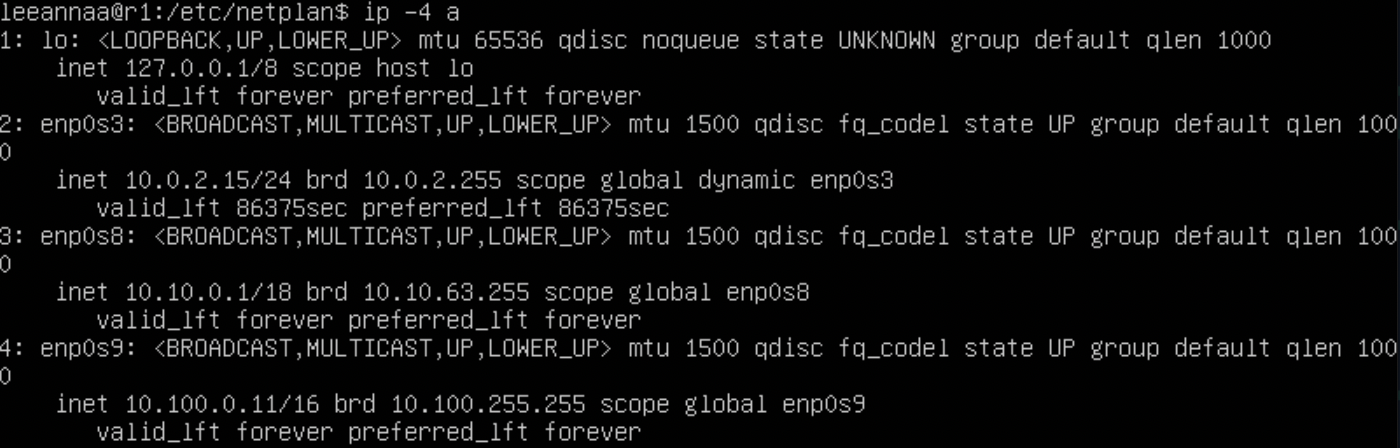 leeannaa@r1:/etc/netplan$ ip -4 a
1: lo: <LOOPBACK,UP,LOWER_UP> mtu 65536 qdisc noqueue state UNKNOWN group default qlen 1000
    inet 127.0.0.1/8 scope host lo
       valid_lft forever preferred_lft forever
2: enp0s3: <BROADCAST,MULTICAST,UP,LOWER_UP> mtu 1500 qdisc fq_codel state UP group default qlen 100
0
    inet 10.0.2.15/24 brd 10.0.2.255 scope global dynamic enp0s3
       valid_lft 86375sec preferred_lft 86375sec
3: enp0s8: <BROADCAST,MULTICAST,UP,LOWER_UP> mtu 1500 qdisc fq_codel state UP group default qlen 100
0
    inet 10.10.0.1/18 brd 10.10.63.255 scope global enp0s8
       valid_lft forever preferred_lft forever
4: enp0s9: <BROADCAST,MULTICAST,UP,LOWER_UP> mtu 1500 qdisc fq_codel state UP group default qlen 100
0
    inet 10.100.0.11/16 brd 10.100.255.255 scope global enp0s9
       valid_lft forever preferred_lft forever